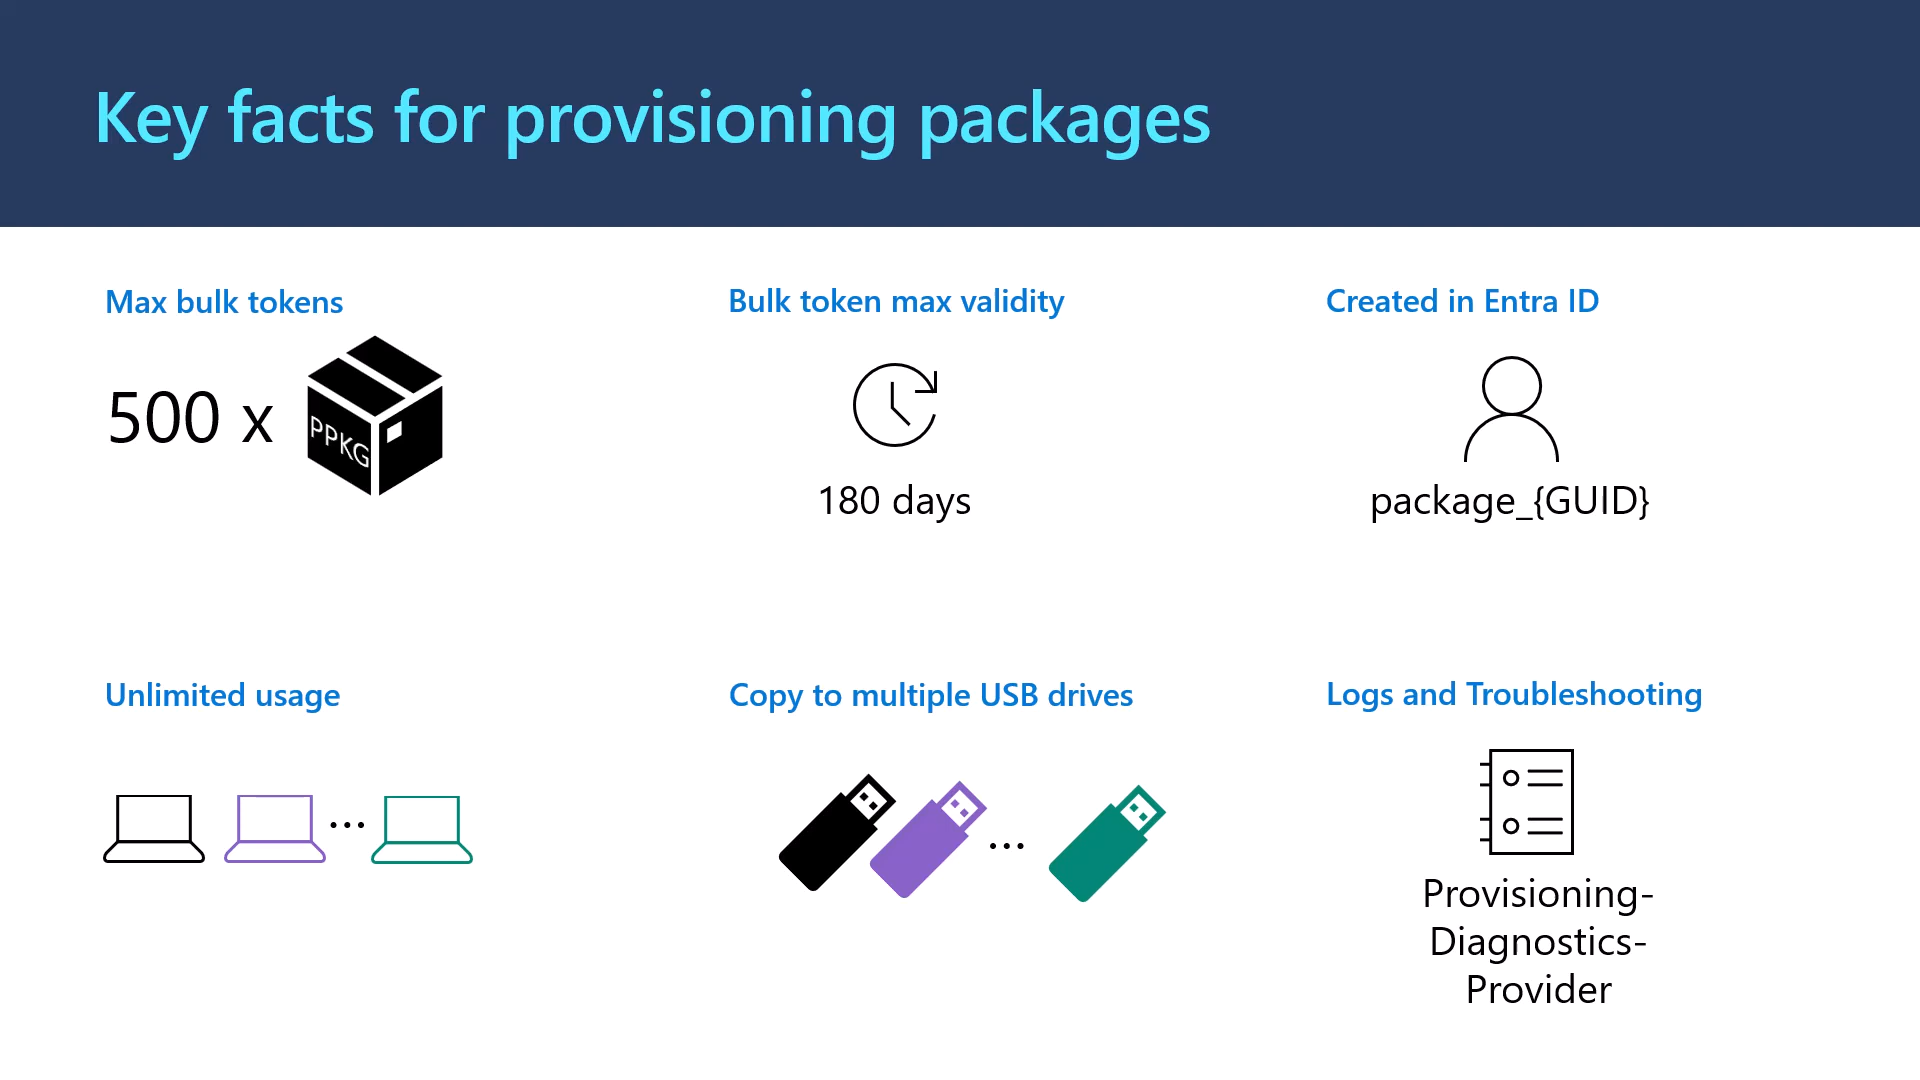 Key facts for provisioning packages
Max bulk tokens
500 x
PPKG
Bulk token max validity
180 days
Created in Entra ID
package_{GUID}
Unlimited usage
...
Copy to multiple USB drives
...
Logs and Troubleshooting
Provisioning-
Diagnostics-
Provider